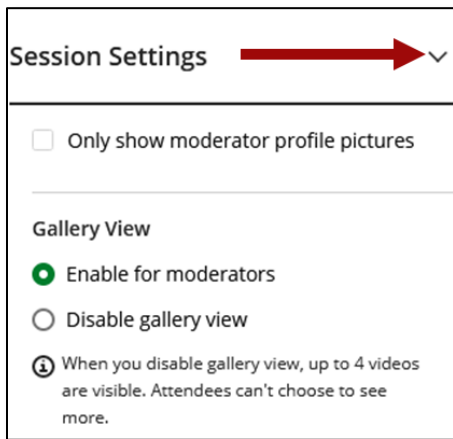 Session Settings
Only show moderator profile pictures
Gallery View
Enable for moderators
Disable gallery view
When you disable gallery view, up to 4 videos
are visible. Attendees can't choose to see
more.